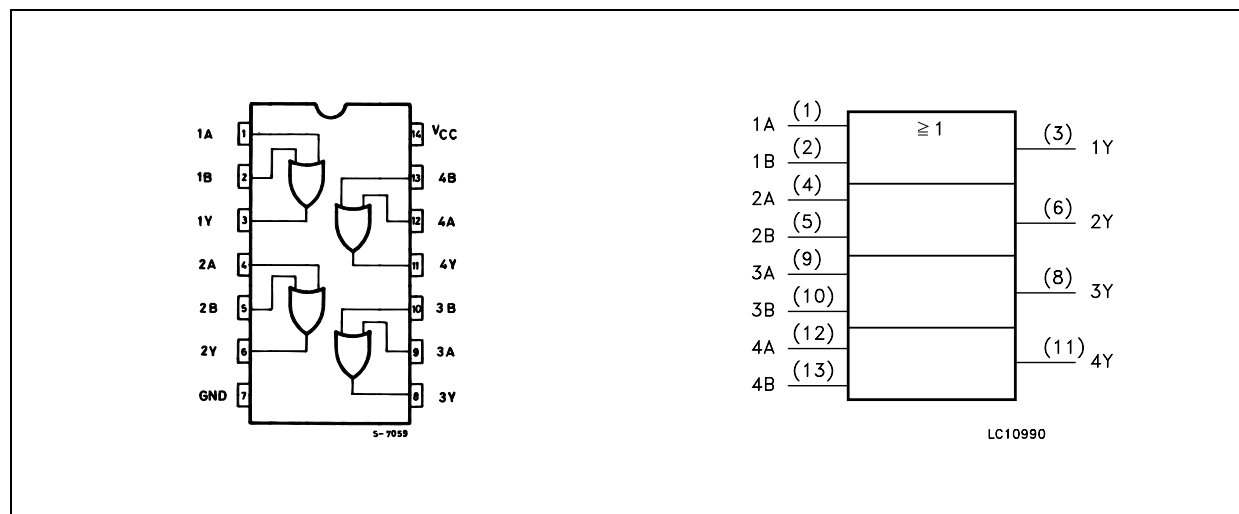 1A 1 14 VCC
1B 2 13 4B
1Y 3 12 4A
2A 4 11 4Y
2B 5 10 3B
2Y 6 9 3A
GND 7 8 3Y
S-7059
≧1
1A (1)
1B (2)
2A (4)
2B (5)
3A (9)
3B (10)
4A (12)
4B (13)
(3) 1Y
(6) 2Y
(8) 3Y
(11) 4Y
LC10990